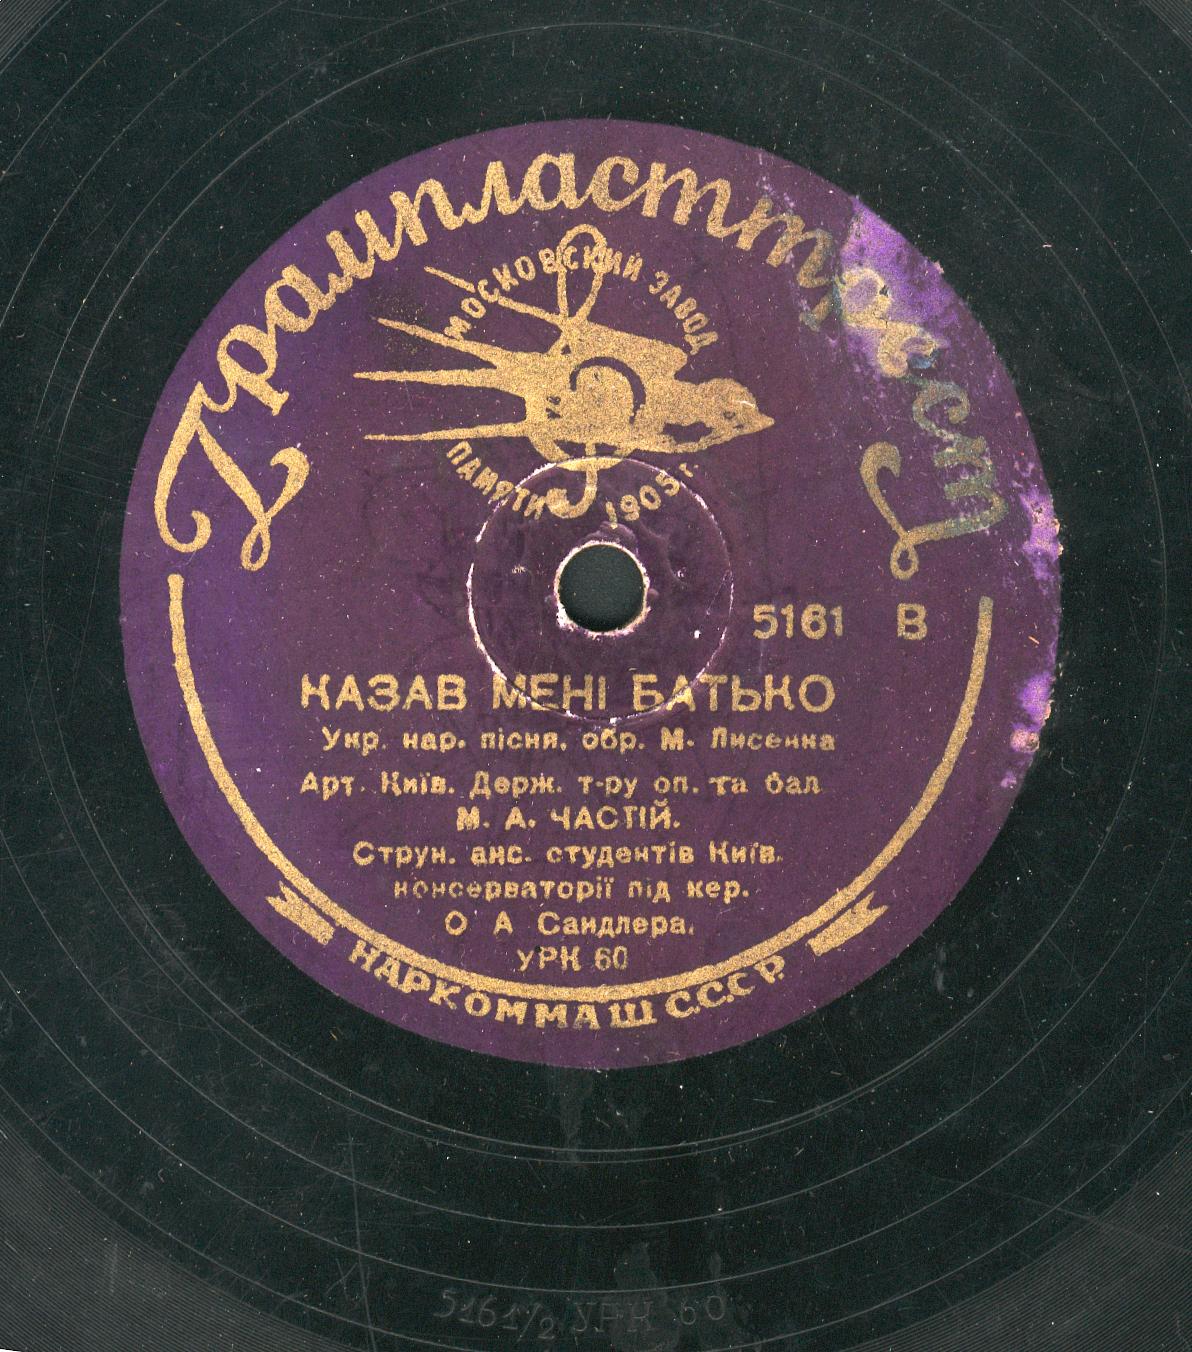 Грампласттрест
МОСКОВСКИЙ ЗАВОД
ПАМЯТИ 1905 г.
5161 В
КАЗАВ МЕНІ БАТЬКО
Укр. нар. пісня, обр. М. Лисенка
Арт. Київ. Держ. т-ру оп. та бал
М. А. ЧАСТІЙ.
Струн. анс. студентів Київ.
консерваторії під кер.
О А Сандлера.
УРК 60
НАРКОММАШ С.С.С.Р.
5161/2 УРК 60